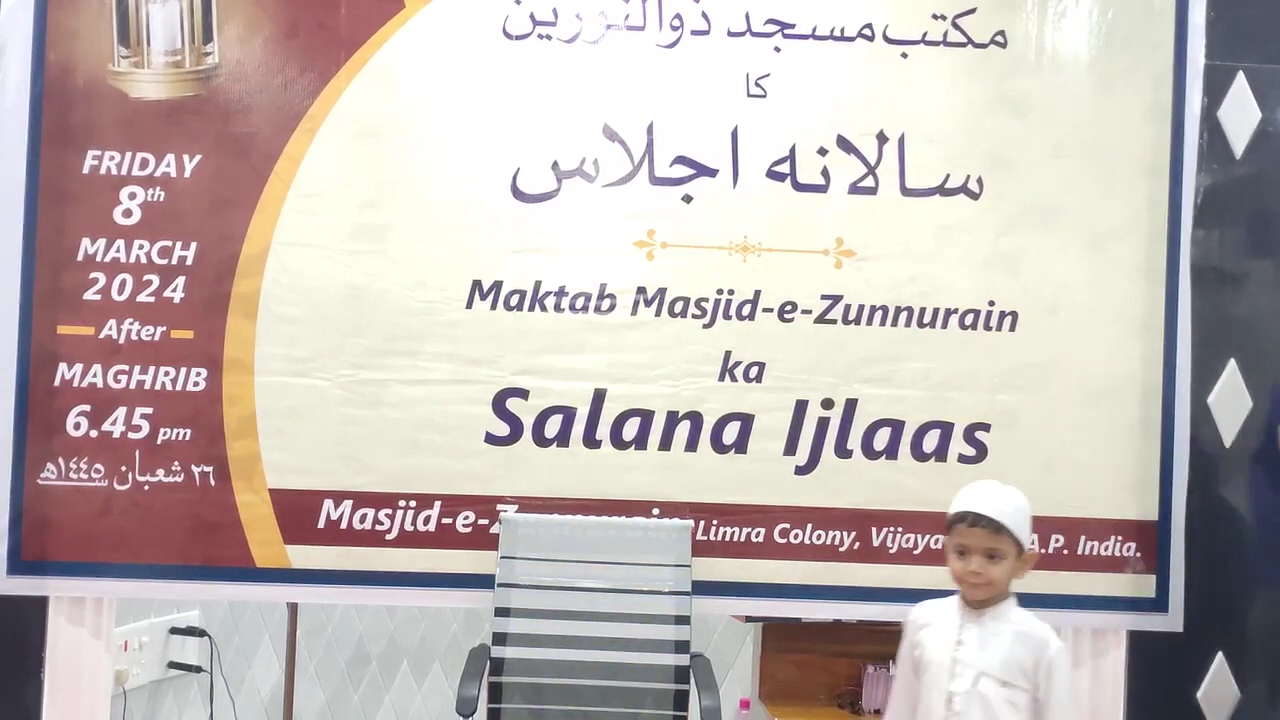 مکتب مسجد ذوالنورین
کا
سالانہ اجلاس
FRIDAY
8th
MARCH
2024
After
MAGHRIB
6.45 pm
٢٦ شعبان ١٤٤٥ھ
Maktab Masjid-e-Zunnurain
ka
Salana Ijlaas
Masjid-e- Limra Colony, A.P. India.